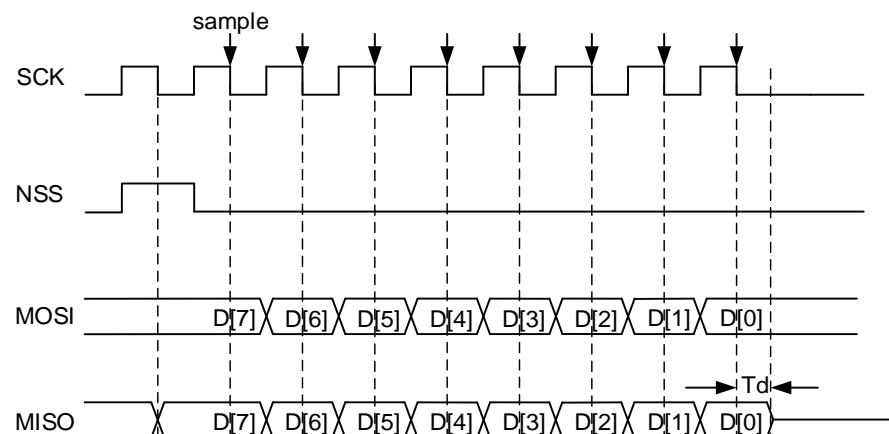 sample
SCK
NSS
MOSI D[7] D[6] D[5] D[4] D[3] D[2] D[1] D[0]
Td
MISO D[7] D[6] D[5] D[4] D[3] D[2] D[1] D[0]